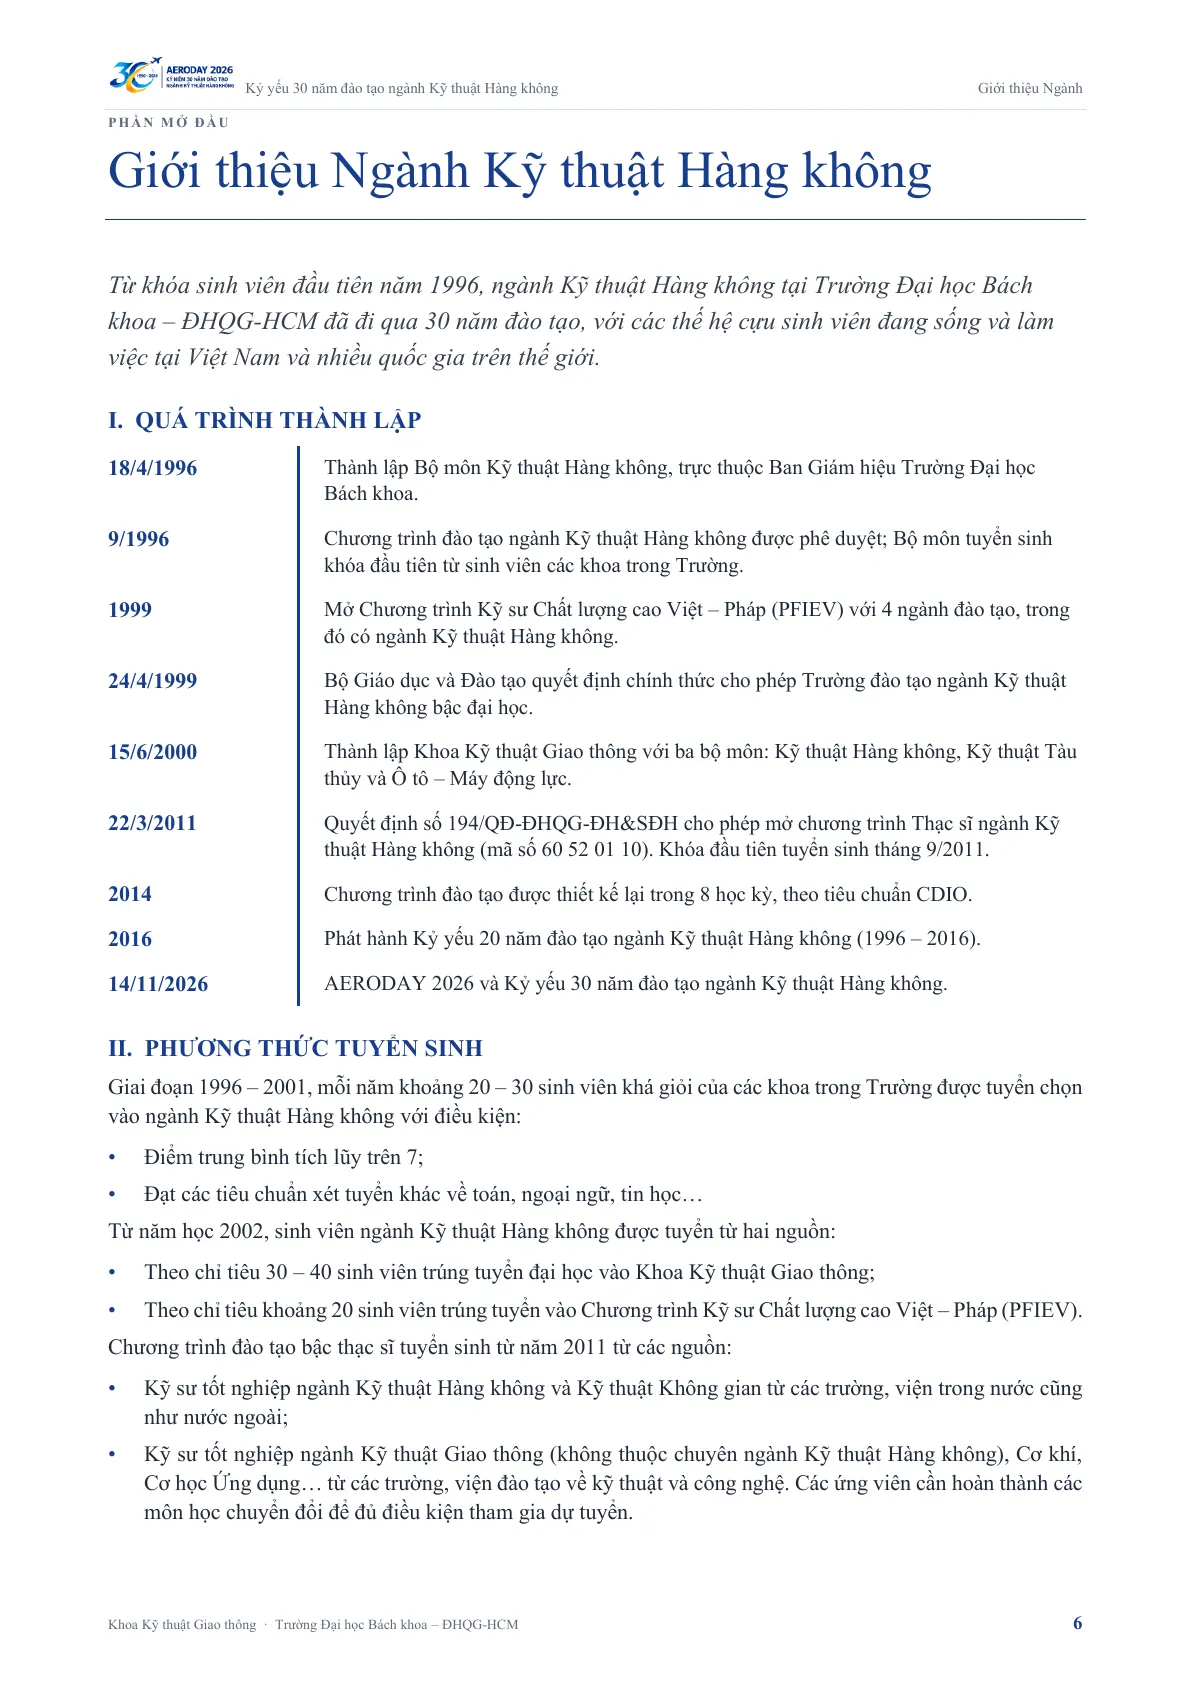 30
1996 - 2026
AERODAY 2026
KỶ NIỆM 30 NĂM ĐÀO TẠO
NGÀNH KỸ THUẬT HÀNG KHÔNG
Kỷ yếu 30 năm đào tạo ngành Kỹ thuật Hàng không
Giới thiệu Ngành
PHẦN MỞ ĐẦU
Giới thiệu Ngành Kỹ thuật Hàng không
Từ khóa sinh viên đầu tiên năm 1996, ngành Kỹ thuật Hàng không tại Trường Đại học Bách
khoa – ĐHQG-HCM đã đi qua 30 năm đào tạo, với các thế hệ cựu sinh viên đang sống và làm
việc tại Việt Nam và nhiều quốc gia trên thế giới.
I. QUÁ TRÌNH THÀNH LẬP
18/4/1996
Thành lập Bộ môn Kỹ thuật Hàng không, trực thuộc Ban Giám hiệu Trường Đại học
Bách khoa.
9/1996
Chương trình đào tạo ngành Kỹ thuật Hàng không được phê duyệt; Bộ môn tuyển sinh
khóa đầu tiên từ sinh viên các khoa trong Trường.
1999
Mở Chương trình Kỹ sư Chất lượng cao Việt – Pháp (PFIEV) với 4 ngành đào tạo, trong
đó có ngành Kỹ thuật Hàng không.
24/4/1999
Bộ Giáo dục và Đào tạo quyết định chính thức cho phép Trường đào tạo ngành Kỹ thuật
Hàng không bậc đại học.
15/6/2000
Thành lập Khoa Kỹ thuật Giao thông với ba bộ môn: Kỹ thuật Hàng không, Kỹ thuật Tàu
thủy và Ô tô – Máy động lực.
22/3/2011
Quyết định số 194/QĐ-ĐHQG-ĐH&SĐH cho phép mở chương trình Thạc sĩ ngành Kỹ
thuật Hàng không (mã số 60 52 01 10). Khóa đầu tiên tuyển sinh tháng 9/2011.
2014
Chương trình đào tạo được thiết kế lại trong 8 học kỳ, theo tiêu chuẩn CDIO.
2016
Phát hành Kỷ yếu 20 năm đào tạo ngành Kỹ thuật Hàng không (1996 – 2016).
14/11/2026
AERODAY 2026 và Kỷ yếu 30 năm đào tạo ngành Kỹ thuật Hàng không.
II. PHƯƠNG THỨC TUYỂN SINH
Giai đoạn 1996 – 2001, mỗi năm khoảng 20 – 30 sinh viên khá giỏi của các khoa trong Trường được tuyển chọn
vào ngành Kỹ thuật Hàng không với điều kiện:
• Điểm trung bình tích lũy trên 7;
• Đạt các tiêu chuẩn xét tuyển khác về toán, ngoại ngữ, tin học…
Từ năm học 2002, sinh viên ngành Kỹ thuật Hàng không được tuyển từ hai nguồn:
• Theo chỉ tiêu 30 – 40 sinh viên trúng tuyển đại học vào Khoa Kỹ thuật Giao thông;
• Theo chỉ tiêu khoảng 20 sinh viên trúng tuyển vào Chương trình Kỹ sư Chất lượng cao Việt – Pháp (PFIEV).
Chương trình đào tạo bậc thạc sĩ tuyển sinh từ năm 2011 từ các nguồn:
• Kỹ sư tốt nghiệp ngành Kỹ thuật Hàng không và Kỹ thuật Không gian từ các trường, viện trong nước cũng
như nước ngoài;
• Kỹ sư tốt nghiệp ngành Kỹ thuật Giao thông (không thuộc chuyên ngành Kỹ thuật Hàng không), Cơ khí,
Cơ học Ứng dụng… từ các trường, viện đào tạo về kỹ thuật và công nghệ. Các ứng viên cần hoàn thành các
môn học chuyển đổi để đủ điều kiện tham gia dự tuyển.
Khoa Kỹ thuật Giao thông · Trường Đại học Bách khoa – ĐHQG-HCM
6